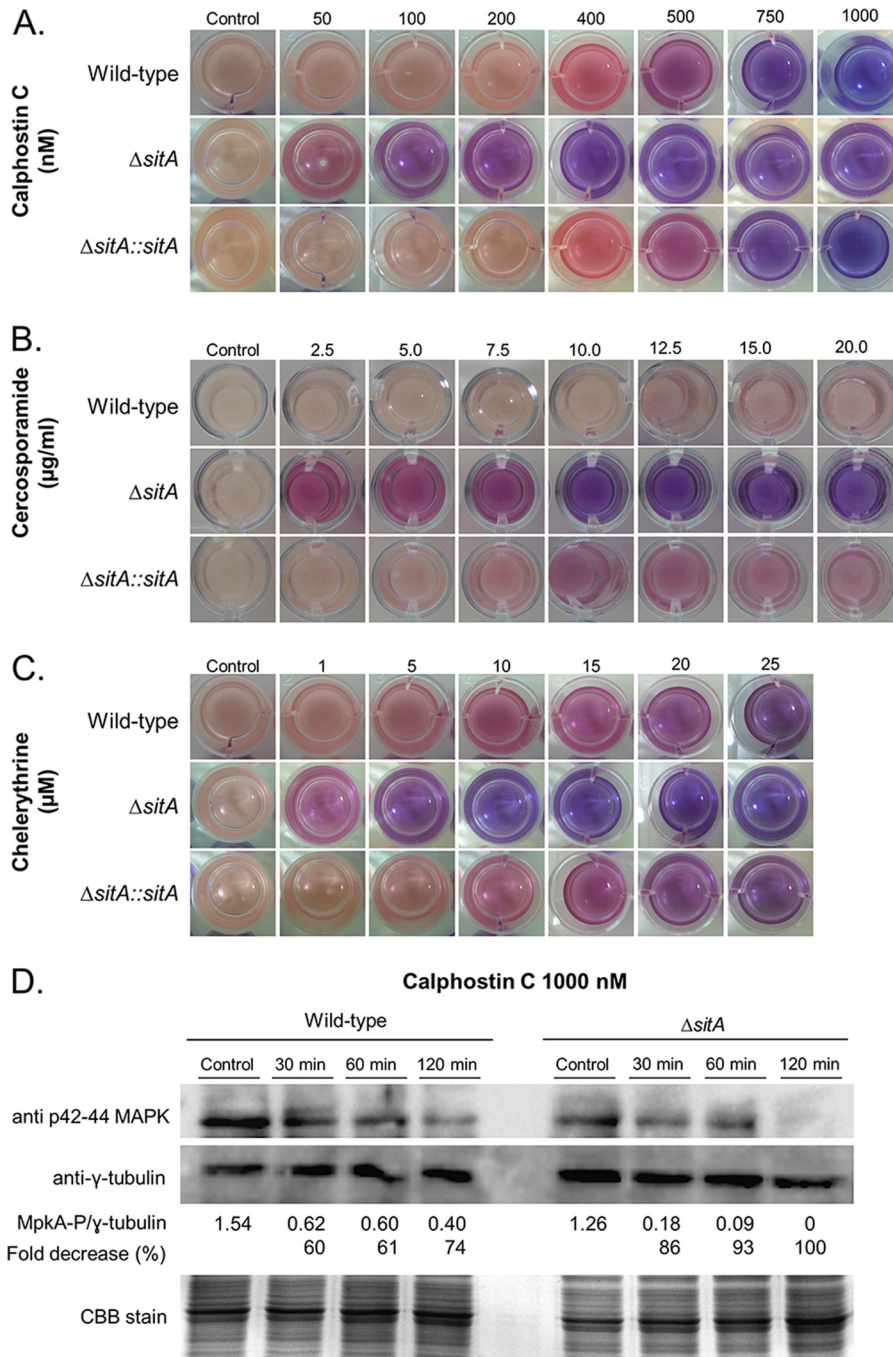 A.
Control 50 100 200 400 500 750 1000
Calphostin C
(nM)
Wild-type
ΔsitA
ΔsitA::sitA
B.
Control 2.5 5.0 7.5 10.0 12.5 15.0 20.0
Cercosporamide
(µg/ml)
Wild-type
ΔsitA
ΔsitA::sitA
C.
Control 1 5 10 15 20 25
Chelerythrine
(µM)
Wild-type
ΔsitA
ΔsitA::sitA
D.
Calphostin C 1000 nM
Wild-type ΔsitA
Control 30 min 60 min 120 min Control 30 min 60 min 120 min
anti p42-44 MAPK
anti-γ-tubulin
MpkA-P/γ-tubulin 1.54 0.62 0.60 0.40 1.26 0.18 0.09 0
Fold decrease (%) 60 61 74 86 93 100
CBB stain